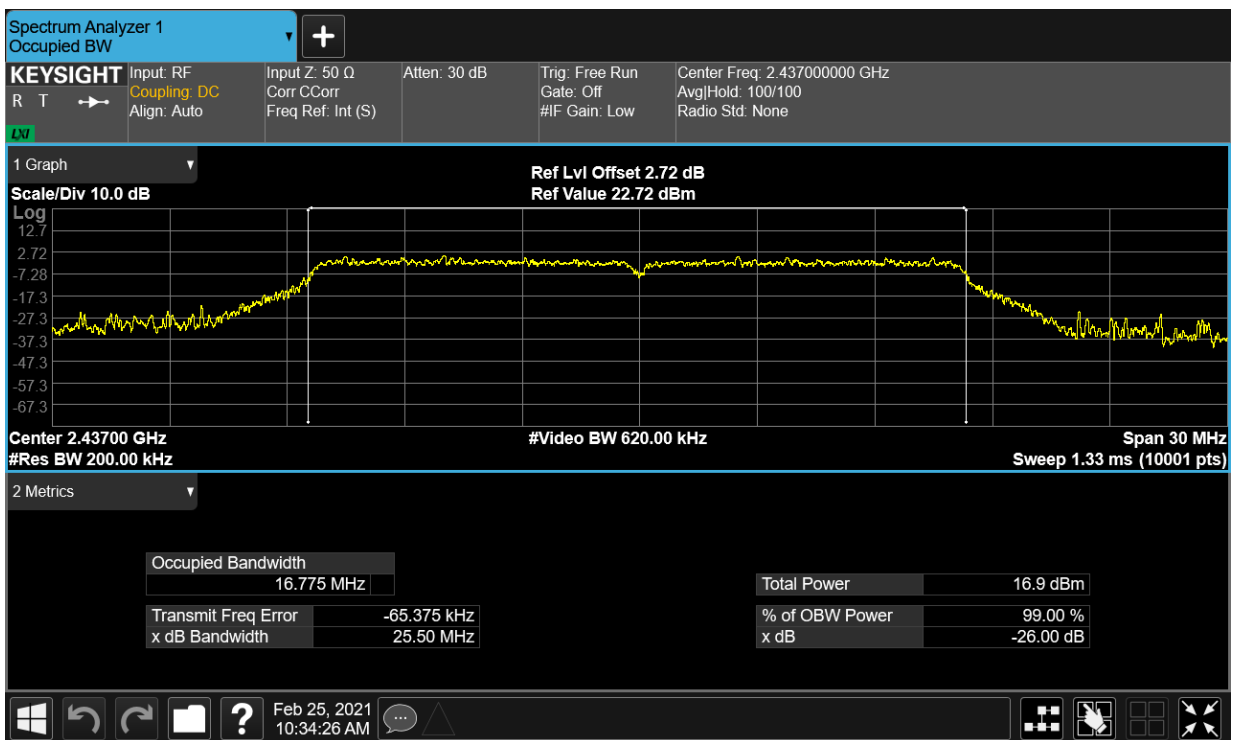 Spectrum Analyzer 1
Occupied BW
KEYSIGHT
R T
LXI
Input: RF
Coupling: DC
Align: Auto
Input Z: 50 Ω
Corr CCorr
Freq Ref: Int (S)
Atten: 30 dB
Trig: Free Run
Gate: Off
#IF Gain: Low
Center Freq: 2.437000000 GHz
Avg|Hold: 100/100
Radio Std: None
1 Graph
Scale/Div 10.0 dB
Ref Lvl Offset 2.72 dB
Ref Value 22.72 dBm
Log
12.7
2.72
-7.28
-17.3
-27.3
-37.3
-47.3
-57.3
-67.3
Center 2.43700 GHz
#Res BW 200.00 kHz
#Video BW 620.00 kHz
Span 30 MHz
Sweep 1.33 ms (10001 pts)
2 Metrics
Occupied Bandwidth
16.775 MHz
Transmit Freq Error -65.375 kHz
x dB Bandwidth 25.50 MHz
Total Power 16.9 dBm
% of OBW Power 99.00 %
x dB -26.00 dB
?
Feb 25, 2021
10:34:26 AM